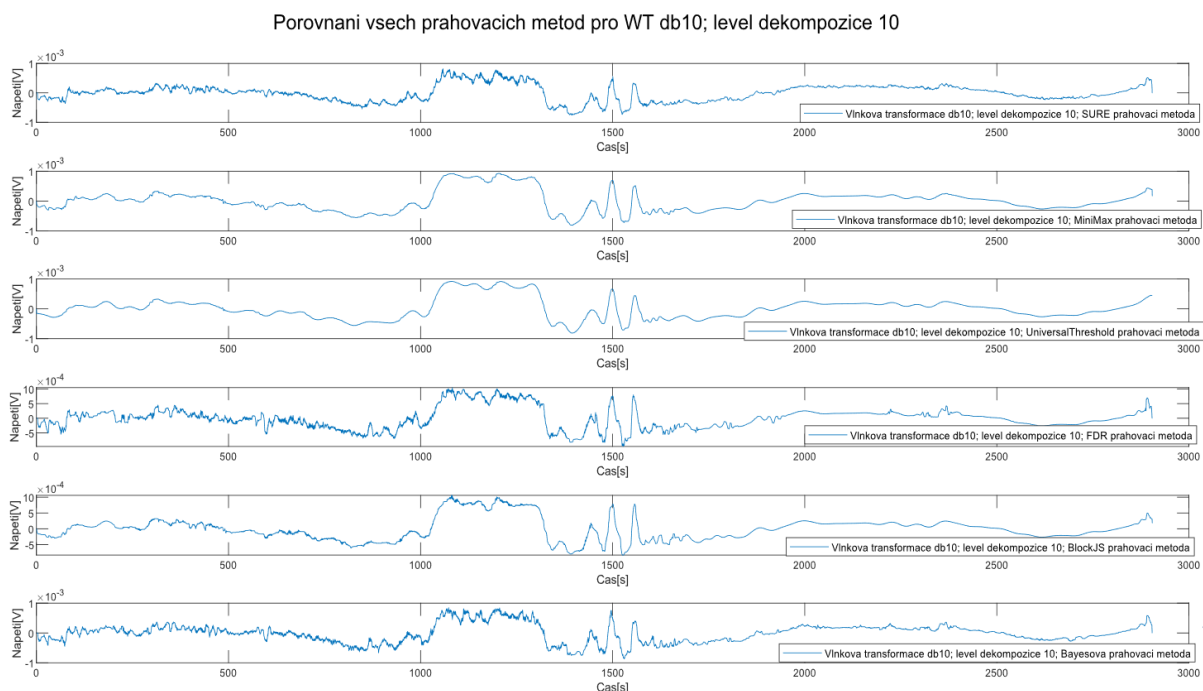 Porovnani vsech prahovacich metod pro WT db10; level dekompozice 10
×10-3
Napeti[V]
1
0
-1
0 500 1000 1500 2000 2500 3000
Cas[s]
Vlnkova transformace db10; level dekompozice 10; SURE prahovaci metoda
×10-3
Napeti[V]
1
0
-1
0 500 1000 1500 2000 2500 3000
Cas[s]
Vlnkova transformace db10; level dekompozice 10; MiniMax prahovaci metoda
×10-3
Napeti[V]
1
0
-1
0 500 1000 1500 2000 2500 3000
Cas[s]
Vlnkova transformace db10; level dekompozice 10; UniversalThreshold prahovaci metoda
×10-4
Napeti[V]
10
5
0
-5
0 500 1000 1500 2000 2500 3000
Cas[s]
Vlnkova transformace db10; level dekompozice 10; FDR prahovaci metoda
×10-4
Napeti[V]
10
5
0
-5
0 500 1000 1500 2000 2500 3000
Cas[s]
Vlnkova transformace db10; level dekompozice 10; BlockJS prahovaci metoda
×10-3
Napeti[V]
1
0
-1
0 500 1000 1500 2000 2500 3000
Cas[s]
Vlnkova transformace db10; level dekompozice 10; Bayesova prahovaci metoda